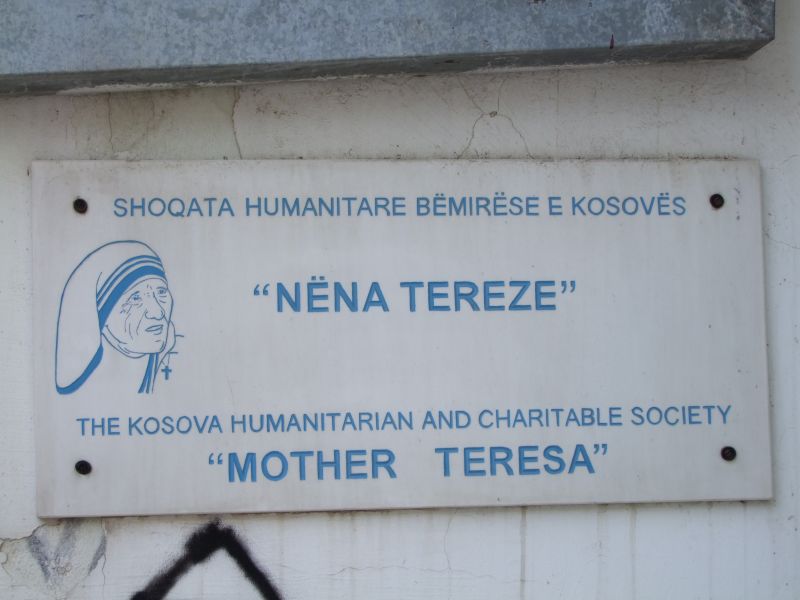 SHOQATA HUMANITARE BËMIRËSE E KOSOVËS
“NËNA TEREZE”
THE KOSOVA HUMANITARIAN AND CHARITABLE SOCIETY
“MOTHER TERESA”